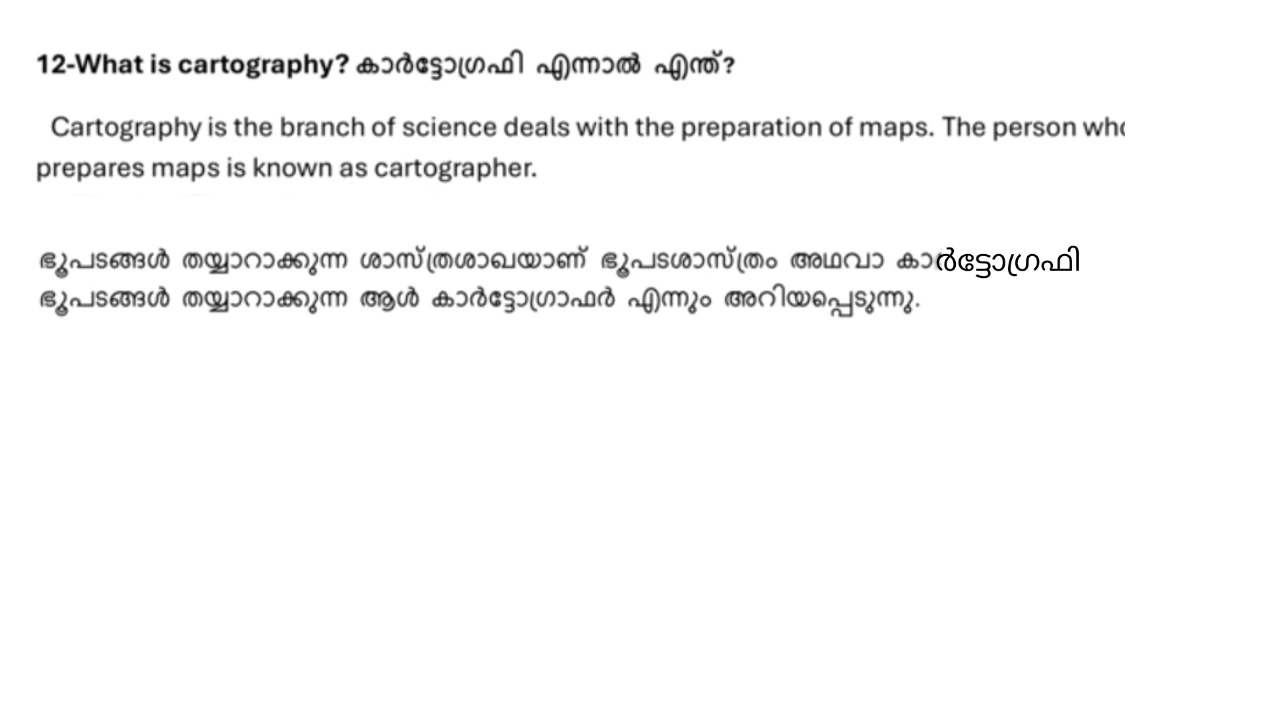 12-What is cartography? കാർട്ടോഗ്രഫി എന്നാൽ എന്ത്?
Cartography is the branch of science deals with the preparation of maps. The person who
prepares maps is known as cartographer.
ഭൂപടങ്ങൾ തയ്യാറാക്കുന്ന ശാസ്ത്രശാഖയാണ് ഭൂപടശാസ്ത്രം അഥവാ കാർട്ടോഗ്രഫി
ഭൂപടങ്ങൾ തയ്യാറാക്കുന്ന ആൾ കാർട്ടോഗ്രാഫർ എന്നും അറിയപ്പെടുന്നു.